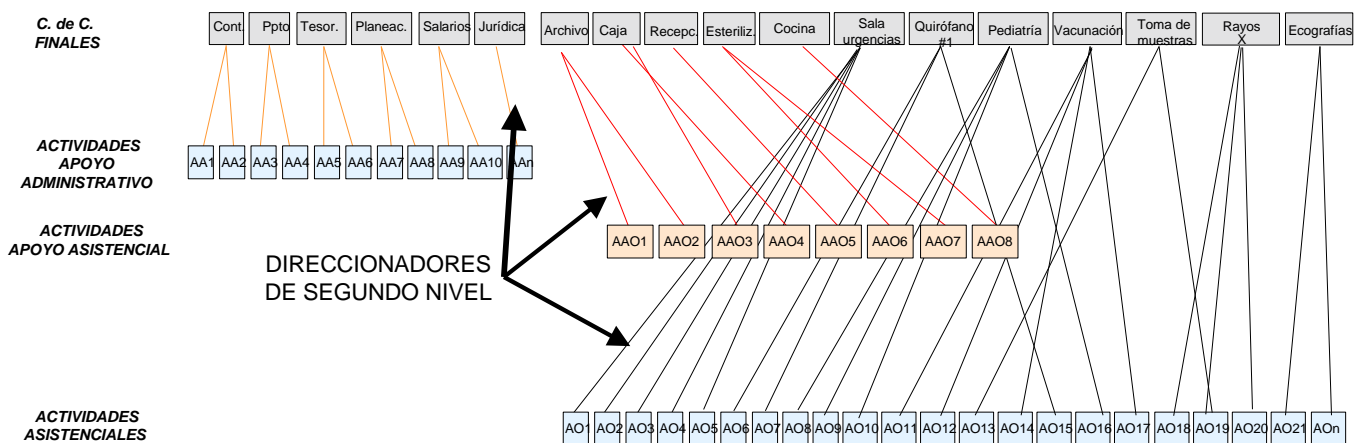 C. de C.
FINALES
Cont.
Ppto
Tesor.
Planeac.
Salarios
Jurídica
Archivo
Caja
Recepc.
Esteriliz.
Cocina
Sala
urgencias
Quirófano
#1
Pediatría
Vacunación
Toma de
muestras
Rayos
X
Ecografías
ACTIVIDADES
APOYO
ADMINISTRATIVO
AA1
AA2
AA3
AA4
AA5
AA6
AA7
AA8
AA9
AA10
AAn
ACTIVIDADES
APOYO ASISTENCIAL
AAO1
AAO2
AAO3
AAO4
AAO5
AAO6
AAO7
AAO8
DIRECCIONADORES
DE SEGUNDO NIVEL
ACTIVIDADES
ASISTENCIALES
AO1
AO2
AO3
AO4
AO5
AO6
AO7
AO8
AO9
AO10
AO11
AO12
AO13
AO14
AO15
AO16
AO17
AO18
AO19
AO20
AO21
AOn